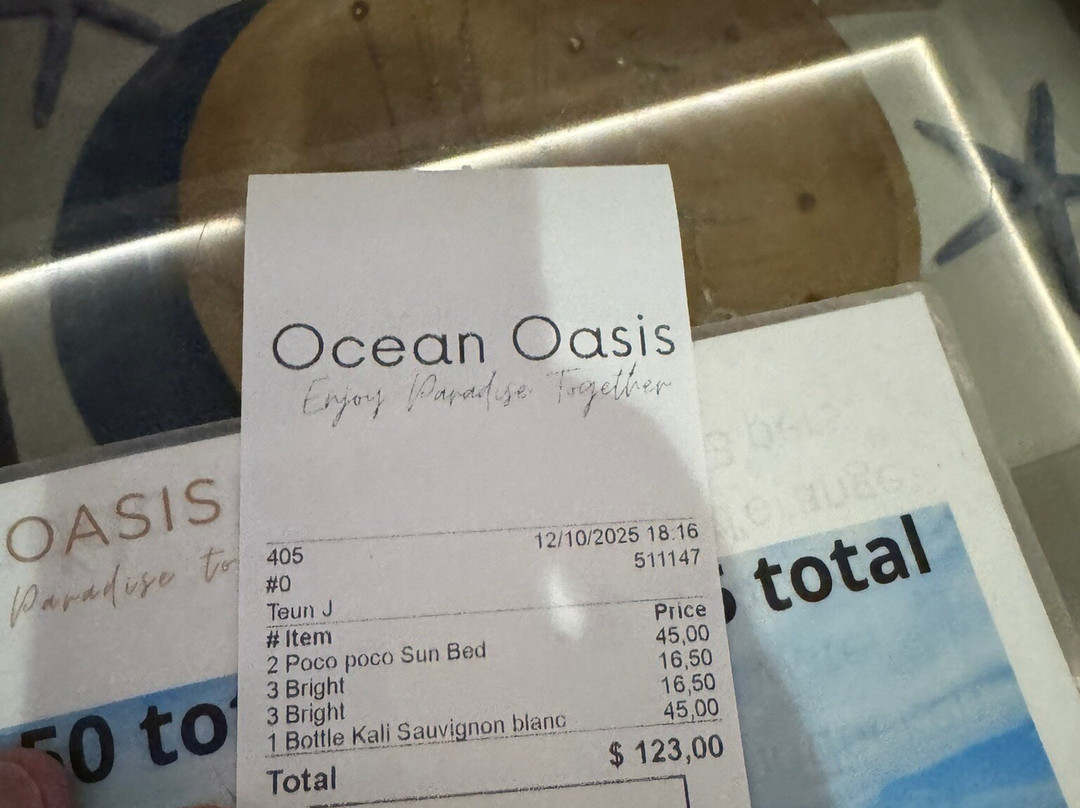 Ocean Oasis
Enjoy Paradise Together
OASIS
Paradise to
405 12/10/2025 18:16
#0 511147
Teun J
# Item Price
2 Poco poco Sun Bed 45,00
3 Bright 16,50
3 Bright 16,50
1 Bottle Kali Sauvignon blanc 45,00
Total $ 123,00
50 to
total